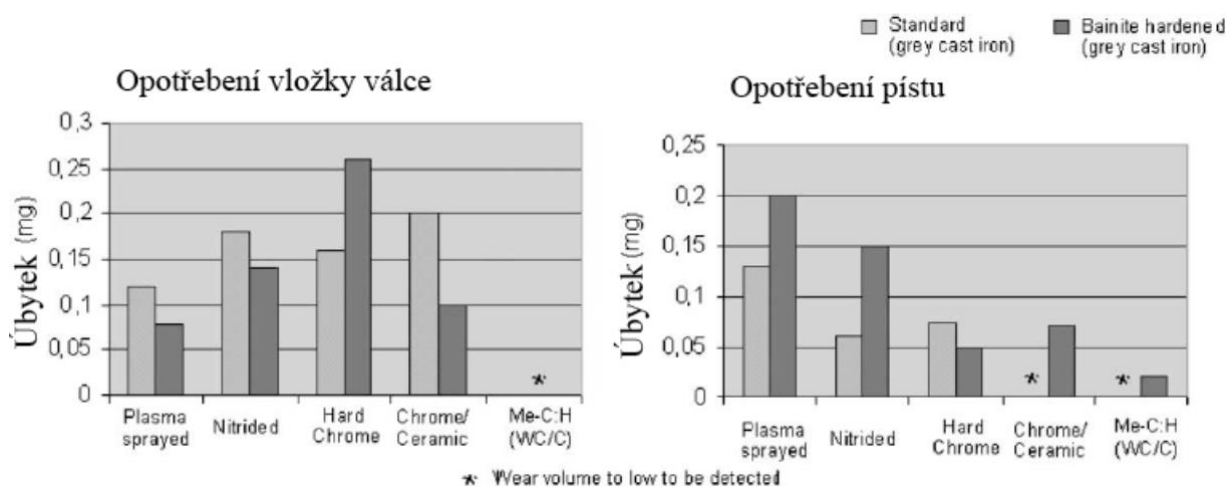 Standard
(grey cast iron)
Bainite hardened
(grey cast iron)
Opotřebení vložky válce
Úbytek (mg)
0,3
0,25
0,2
0,15
0,1
0,05
0
Plasma
sprayed
Nitrided
Hard
Chrome
Chrome/
Ceramic
*
Me-C:H
(WC/C)
Opotřebení pístu
Úbytek (mg)
0,25
0,2
0,15
0,1
0,05
0
Plasma
sprayed
Nitrided
Hard
Chrome
*
Chrome/
Ceramic
*
Me-C:H
(WC/C)
* Wear volume to low to be detected